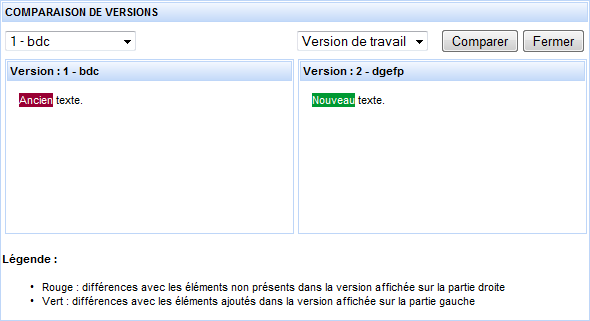 COMPARAISON DE VERSIONS
1 - bdc Version de travail Comparer Fermer
Version : 1 - bdc Version : 2 - dgefp
Ancien texte. Nouveau texte.
Légende :
• Rouge : différences avec les éléments non présents dans la version affichée sur la partie droite
• Vert : différences avec les éléments ajoutés dans la version affichée sur la partie gauche